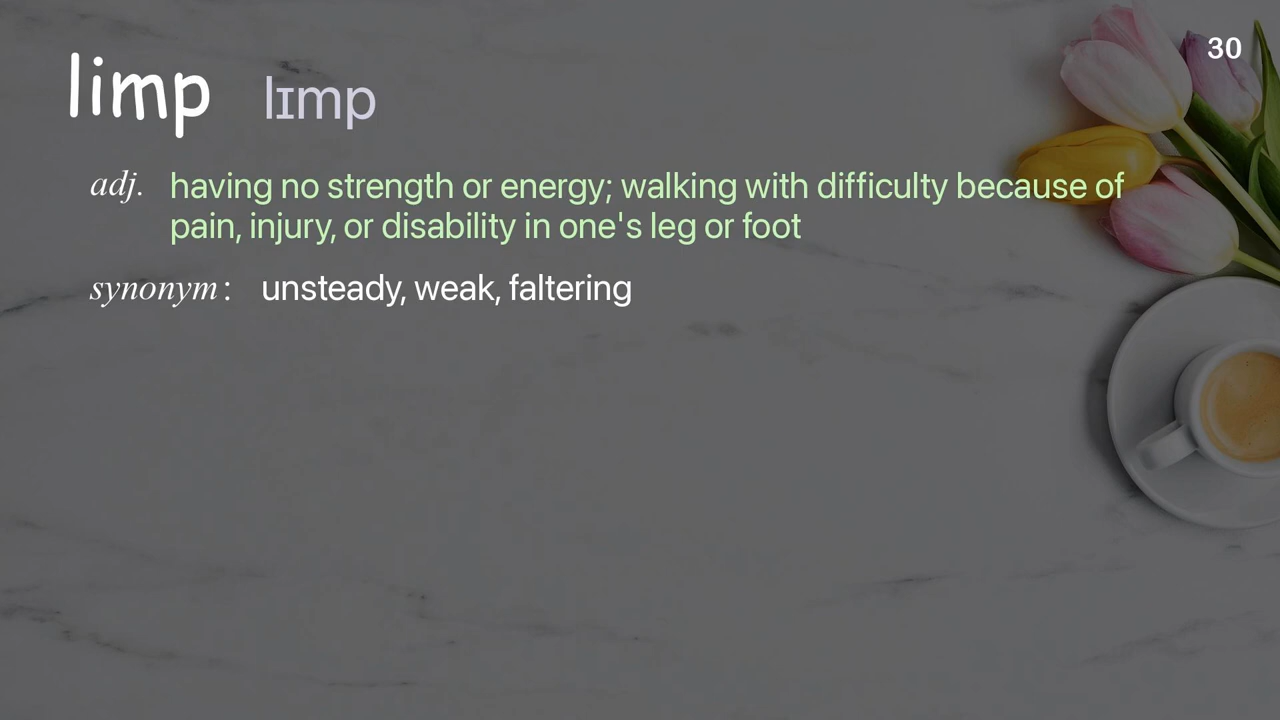 30
limp lɪmp
adj. having no strength or energy; walking with difficulty because of
pain, injury, or disability in one's leg or foot
synonym: unsteady, weak, faltering